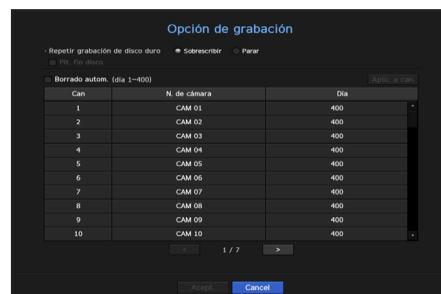 Opción de grabación
Repetir grabación de disco duro Sobrescribir Parar
Pit. fin disco
Borrado autom. (día 1~400) Aplic. a can.
Can N. de cámara Día
1 CAM 01 400
2 CAM 02 400
3 CAM 03 400
4 CAM 04 400
5 CAM 05 400
6 CAM 06 400
7 CAM 07 400
8 CAM 08 400
9 CAM 09 400
10 CAM 10 400
< 1 / 7 >
Acept. Cancel